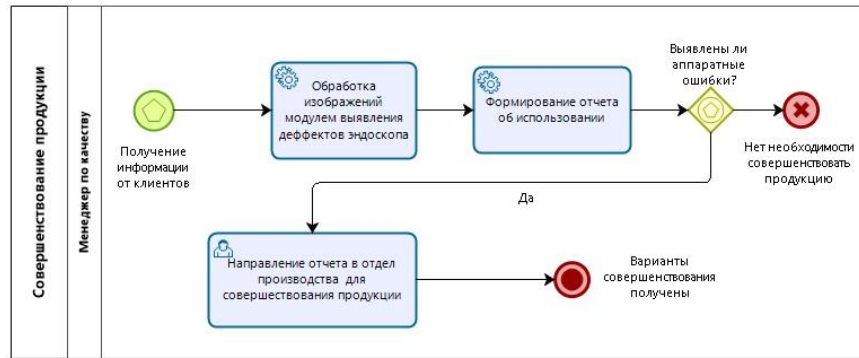 Совершенствование продукции
Менеджер по качеству
Получение
информации
от клиентов
Обработка
изображений
модулем выявления
деффектов эндоскопа
Формирование отчета
об использовании
Выявлены ли
аппаратные
ошибки?
Нет необходимости
совершенствовать
продукцию
Да
Направление отчета в отдел
производства для
совершествования продукции
Варианты
совершенствования
получены